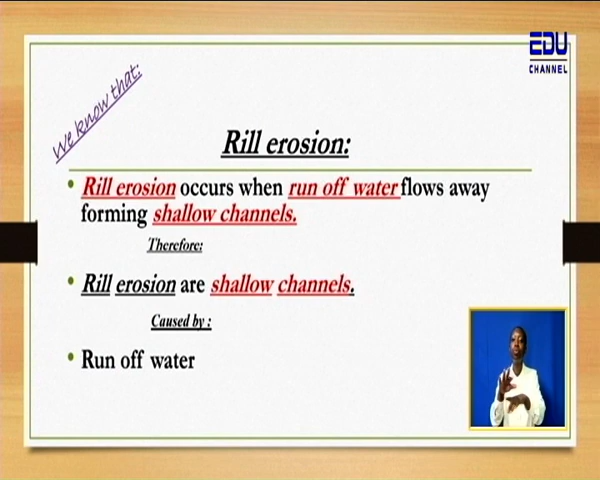 EDU
CHANNEL
We know that:
Rill erosion:
• Rill erosion occurs when run off water flows away
forming shallow channels.
Therefore:
• Rill erosion are shallow channels.
Caused by :
• Run off water